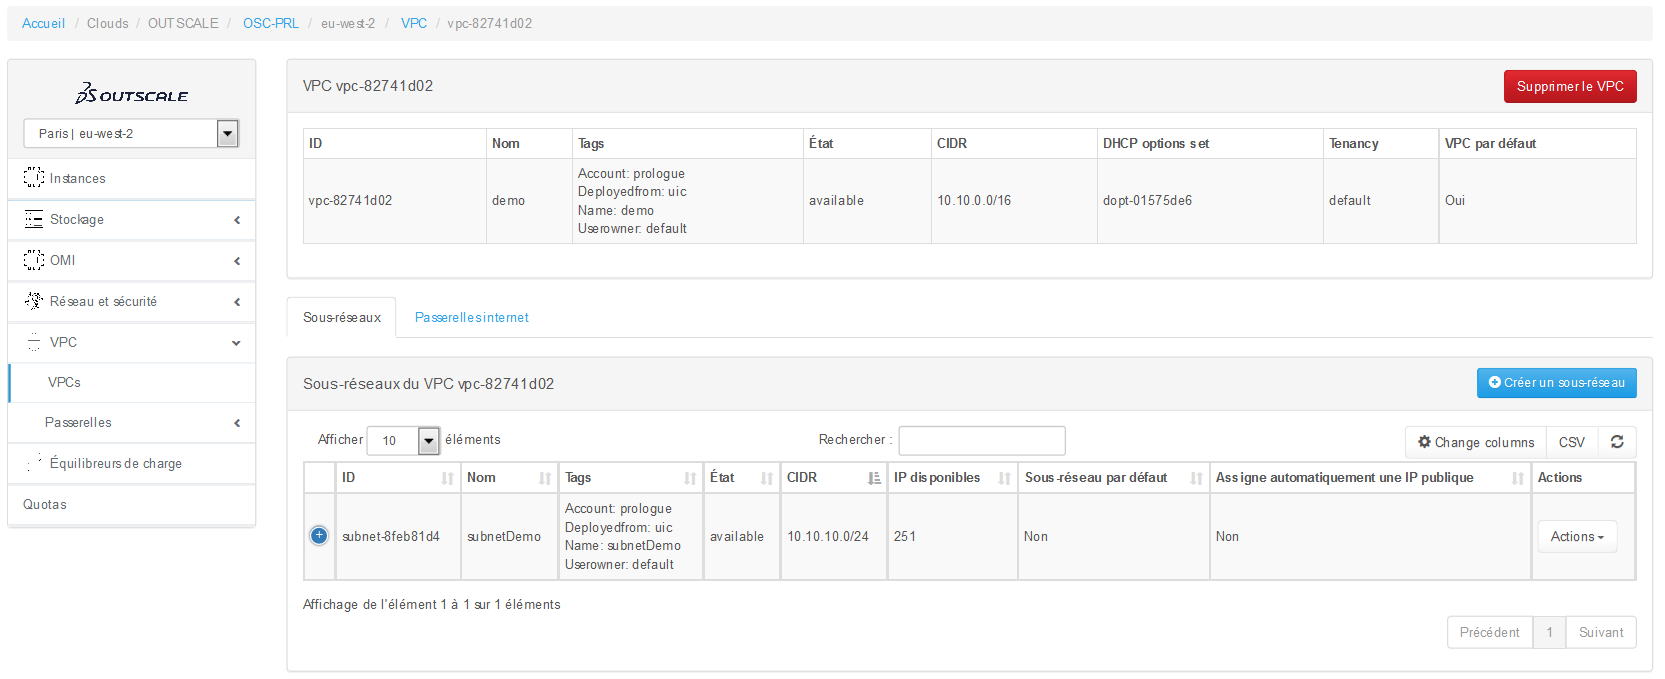 Accueil / Clouds / OUTSCALE / OSC-PRL / eu-west-2 / VPC / vpc-82741d02
OUTSCALE
Paris | eu-west-2
Instances
Stockage
OMI
Réseau et sécurité
VPC
VPCs
Passerelles
Équilibreurs de charge
Quotas
VPC vpc-82741d02
Supprimer le VPC
ID Nom Tags État CIDR DHCP options set Tenancy VPC par défaut
Account: prologue
Deployedfrom: uic
vpc-82741d02 demo available 10.10.0.0/16 dopt-01575de6 default Oui
Name: demo
Userowner: default
Sous-réseaux Passerelles internet
Sous-réseaux du VPC vpc-82741d02
Créer un sous-réseau
Afficher 10 éléments Rechercher : Change columns CSV
ID Nom Tags État CIDR IP disponibles Sous-réseau par défaut Assigne automatiquement une IP publique Actions
Account: prologue
Deployedfrom: uic
subnet-8feb81d4 subnetDemo available 10.10.10.0/24 251 Non Non Actions
Name: subnetDemo
Userowner: default
Affichage de l'élément 1 à 1 sur 1 éléments
Précédent 1 Suivant